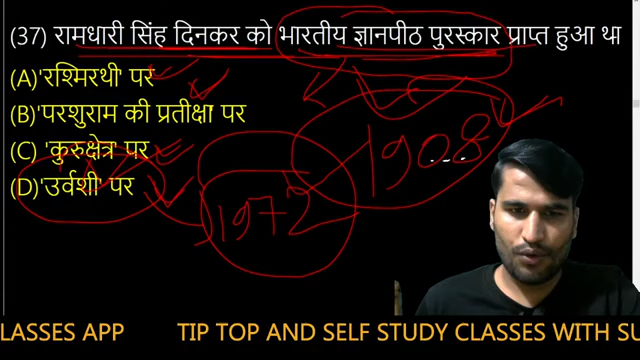 (37) रामधारी सिंह दिनकर को भारतीय ज्ञानपीठ पुरस्कार प्राप्त हुआ था
(A)'रश्मिरथी' पर
(B)'परशुराम की प्रतीक्षा पर
(C) 'कुरुक्षेत्र' पर
(D)'उर्वशी' पर
1908
1972
LASSES APP TIP TOP AND SELF STUDY CLASSES WITH SU